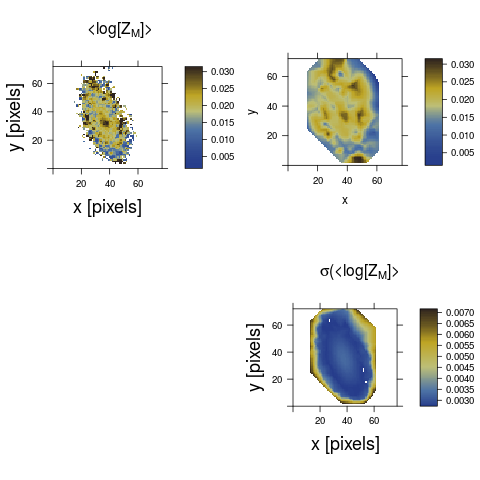 <log[Z_M]>
0.030
0.025
0.020
0.015
0.010
0.005
60
40
20
y [pixels]
20 40 60
x [pixels]
0.030
0.025
0.020
0.015
0.010
0.005
60
40
20
y
20 40 60
x
σ(<log[Z_M]>
0.0070
0.0065
0.0060
0.0055
0.0050
0.0045
0.0040
0.0035
0.0030
60
40
20
y [pixels]
20 40 60
x [pixels]